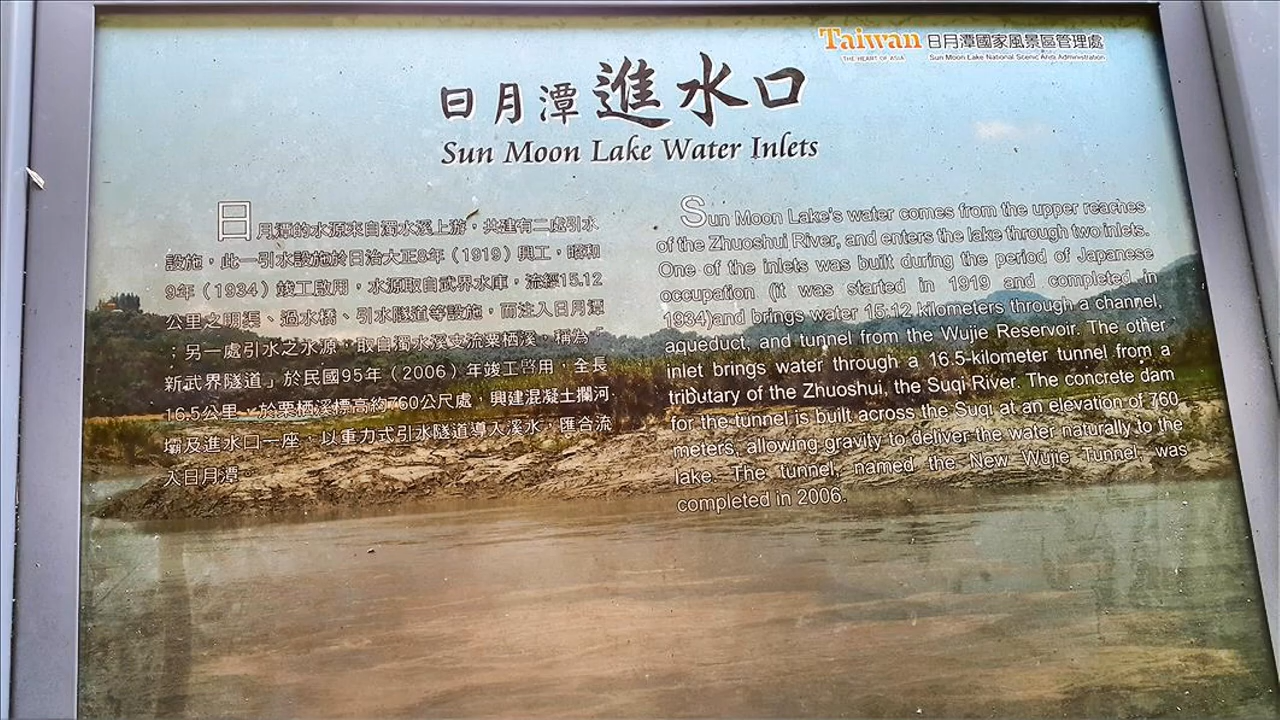 Taiwan
THE HEART OF ASIA
日月潭國家風景區管理處
Sun Moon Lake National Scenic Area Administration
日月潭進水口
Sun Moon Lake Water Inlets
日月潭的水源來自濁水溪上游，共建有二處引水
設施，此一引水設施於日治大正8年（1919）興工，昭和
9年（1934）竣工啟用，水源取自武界水庫，流經15.12
公里之明渠、過水橋、引水隧道等設施，而注入日月潭
；另一處引水之水源，取自濁水溪支流栗栖溪，稱為「
新武界隧道」於民國95年（2006）年竣工啓用，全長
16.5公里，於栗栖溪標高約760公尺處，興建混凝土攔河
壩及進水口一座，以重力式引水隧道導入溪水，匯合流
入日月潭。
Sun Moon Lake's water comes from the upper reaches
of the Zhuoshui River, and enters the lake through two inlets.
One of the inlets was built during the period of Japanese
occupation (it was started in 1919 and completed in
1934)and brings water 15.12 kilometers through a channel,
aqueduct, and tunnel from the Wujie Reservoir. The other
inlet brings water through a 16.5-kilometer tunnel from a
tributary of the Zhuoshui, the Suqi River. The concrete dam
for the tunnel is built across the Suqi at an elevation of 760
meters, allowing gravity to deliver the water naturally to the
lake. The tunnel, named the New Wujie Tunnel, was
completed in 2006.